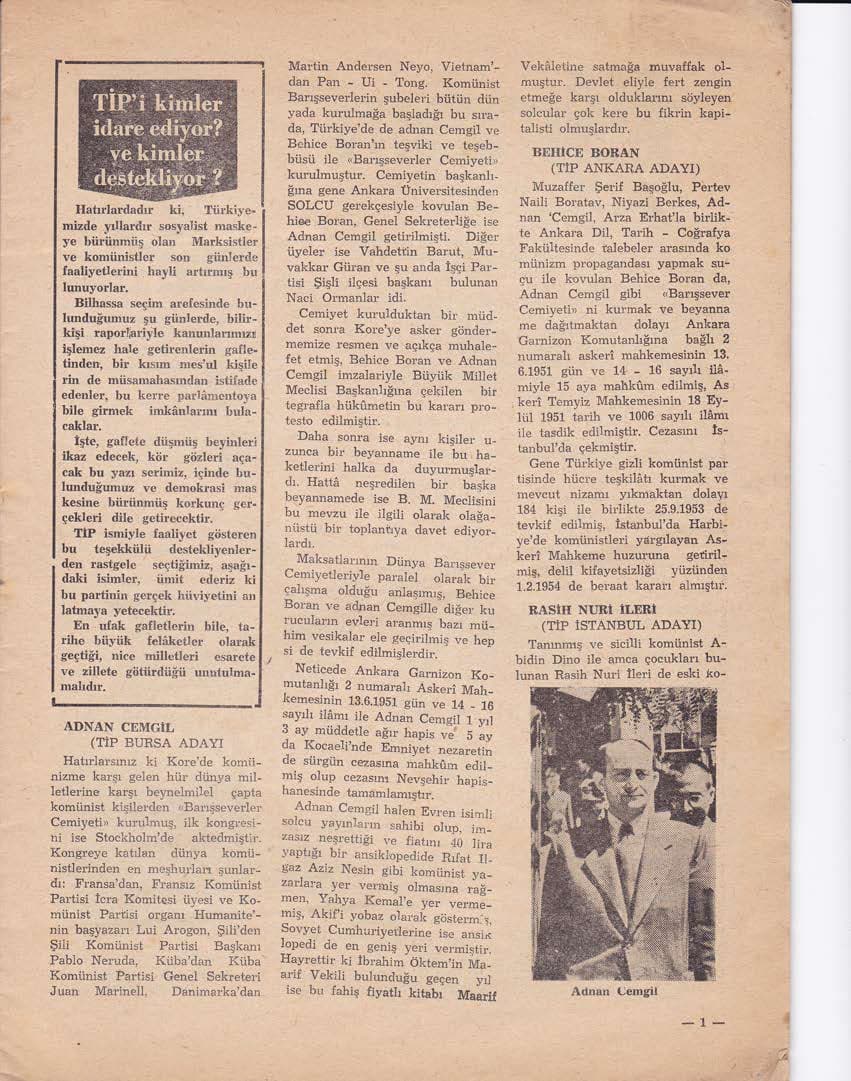 TİP'i kimler
idare ediyor?
ve kimler
destekliyor ?
Hatırlardadır ki, Türkiye-
mizde yıllardır sosyalist maske-
ye bürünmüş olan Marksistler
ve komünistler son günlerde
faaliyetlerini hayli artırmış bu
lunuyorlar.
Bilhassa seçim arefesinde bu-
lunduğumuz şu günlerde, bilir-
kişi raporlariyle kanunlarımızı
işlemez hale getirenlerin gafle-
tinden, bir kısım mes'ul kişile
rin de müsamahasından istifade
edenler, bu kerre parlâmentoya
bile girmek imkânlarını bula-
caklar.
İşte, gaflete düşmüş beyinleri
ikaz edecek, kör gözleri aça-
cak bu yazı serimiz, içinde bu-
lunduğumuz ve demokrasi mas
kesine bürünmüş korkunç ger-
çekleri dile getirecektir.
TİP ismiyle faaliyet gösteren
bu teşekkülü destekliyenler-
den rastgele seçtiğimiz, aşağı-
daki isimler, ümit ederiz ki
bu partinin gerçek hüviyetini an
latmaya yetecektir.
En ufak gafletlerin bile, ta-
rihe büyük felâketler olarak
geçtiği, nice milletleri esarete
ve zillete götürdüğü unutulma-
malıdır.
ADNAN CEMGİL
(TİP BURSA ADAYI
Hatırlarsınız ki Kore'de komü-
nizme karşı gelen hür dünya mil-
letlerine karşı beynelmilel çapta
komünist kişilerden «Barışseverler
Cemiyeti» kurulmuş, ilk kongresi-
ni ise Stockholm'de aktedmiştir.
Kongreye katılan dünya komü-
nistlerinden en meşhurları şunlar-
dı: Fransa'dan, Fransız Komünist
Partisi İcra Komitesi üyesi ve Ko-
münist Partisi organı Humanite'-
nin başyazarı Lui Arogon, Şili'den
Şili Komünist Partisi Başkanı
Pablo Neruda, Küba'dan Küba
Komünist Partisi Genel Sekreteri
Juan Marinell, Danimarka'dan
Martin Andersen Neyo, Vietnam'-
dan Pan - Ui - Tong. Komünist
Barışseverlerin şubeleri bütün dün
yada kurulmağa başladığı bu sıra-
da, Türkiye'de de adnan Cemgil ve
Behice Boran'ın teşviki ve teşeb-
büsü ile «Barışseverler Cemiyeti»
kurulmuştur. Cemiyetin başkanlı-
ğına gene Ankara Üniversitesinden
SOLCU gerekçesiyle kovulan Be-
hice Boran, Genel Sekreterliğe ise
Adnan Cemgil getirilmişti. Diğer
üyeler ise Vahdettin Barut, Mu-
vakkar Güran ve şu anda İşçi Par-
tisi Şişli ilçesi başkanı bulunan
Naci Ormanlar idi.
Cemiyet kurulduktan bir müd-
det sonra Kore'ye asker gönder-
memize resmen ve açıkça muhale-
fet etmiş, Behice Boran ve Adnan
Cemgil imzalariyle Büyük Millet
Meclisi Başkanlığına çekilen bir
tegrafla hükûmetin bu kararı pro-
testo edilmiştir.
Daha sonra ise aynı kişiler u-
zunca bir beyanname ile bu ha-
ketlerini halka da duyurmuşlar-
dı. Hattâ neşredilen bir başka
beyannamede ise B. M. Meclisini
bu mevzu ile ilgili olarak olağa-
nüstü bir toplantıya davet ediyor-
lardı.
Maksatlarının Dünya Barışsever
Cemiyetleriyle paralel olarak bir
çalışma olduğu anlaşımış, Behice
Boran ve adnan Cemgille diğer ku
rucuların evleri aranmış bazı mü-
him vesikalar ele geçirilmiş ve hep
si de tevkif edilmişlerdir.
Neticede Ankara Garnizon Ko-
mutanlığı 2 numaralı Askerî Mah-
kemesinin 13.6.1951 gün ve 14 - 16
sayılı ilâmı ile Adnan Cemgil 1 yıl
3 ay müddetle ağır hapis ve 5 ay
da Kocaeli'nde Emniyet nezaretin
de sürgün cezasına mahkûm edil-
miş olup cezasını Nevşehir hapis-
hanesinde tamamlamıştır.
Adnan Cemgil halen Evren isimli
solcu yayınların sahibi olup, im-
zasız neşrettiği ve fiatını 40 lira
yaptığı bir ansiklopedide Rıfat Il-
gaz Aziz Nesin gibi komünist ya-
zarlara yer vermiş olmasına rağ-
men, Yahya Kemal'e yer verme-
miş, Akif'i yobaz olarak göstermiş,
Sovyet Cumhuriyetlerine ise ansik
lopedi de en geniş yeri vermiştir.
Hayrettir ki İbrahim Öktem'in Ma-
arif Vekili bulunduğu geçen yıl
ise bu fahiş fiyatlı kitabı Maarif
Vekâletine satmağa muvaffak ol-
muştur. Devlet eliyle fert zengin
etmeğe karşı olduklarını söyleyen
solcular çok kere bu fikrin kapi-
talisti olmuşlardır.
BEHİCE BORAN
(TİP ANKARA ADAYI)
Muzaffer Şerif Başoğlu, Pertev
Naili Boratav, Niyazi Berkes, Ad-
nan 'Cemgil, Arza Erhat'la birlik-
te Ankara Dil, Tarih - Coğrafya
Fakültesinde talebeler arasında ko
münizm propagandası yapmak su-
çu ile kovulan Behice Boran da,
Adnan Cemgil gibi «Barışsever
Cemiyeti» ni kurmak ve beyanna
me dağıtmaktan dolayı Ankara
Garnizon Komutanlığına bağlı 2
numaralı askerî mahkemesinin 13.
6.1951 gün ve 14 - 16 sayılı ilâ-
miyle 15 aya mahkûm edilmiş, As
kerî Temyiz Mahkemesinin 18 Ey-
lül 1951 tarih ve 1006 sayılı ilâmı
ile tasdik edilmiştir. Cezasını İs-
tanbul'da çekmiştir.
Gene Türkiye gizli komünist par
tisinde hücre teşkilâtı kurmak ve
mevcut nizamı yıkmaktan dolayı
184 kişi ile birlikte 25.9.1953 de
tevkif edilmiş, İstanbul'da Harbi-
ye'de komünistleri yargılayan As-
kerî Mahkeme huzuruna getiril-
miş, delil kifayetsizliği yüzünden
1.2.1954 de beraat kararı almıştır.
RASİH NURİ İLERİ
(TİP İSTANBUL ADAYI)
Tanınmış ve sicilli komünist A-
bidin Dino ile amca çocukları bu-
lunan Rasih Nuri İleri de eski ko-
Adnan Cemgil
— 1 —